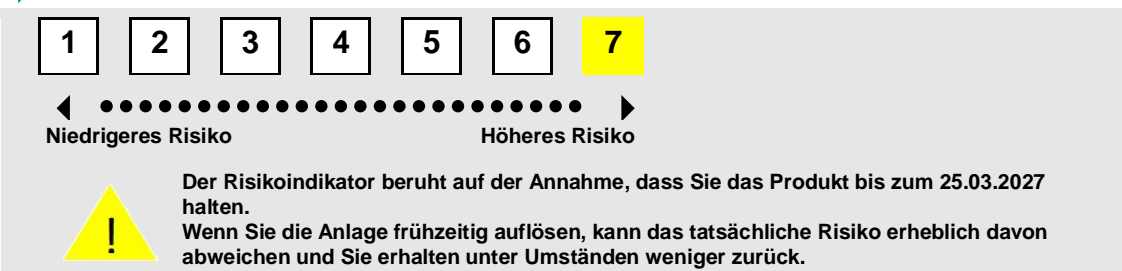 1 2 3 4 5 6 7
Niedrigeres Risiko Höheres Risiko
! Der Risikoindikator beruht auf der Annahme, dass Sie das Produkt bis zum 25.03.2027
halten.
Wenn Sie die Anlage frühzeitig auflösen, kann das tatsächliche Risiko erheblich davon
abweichen und Sie erhalten unter Umständen weniger zurück.